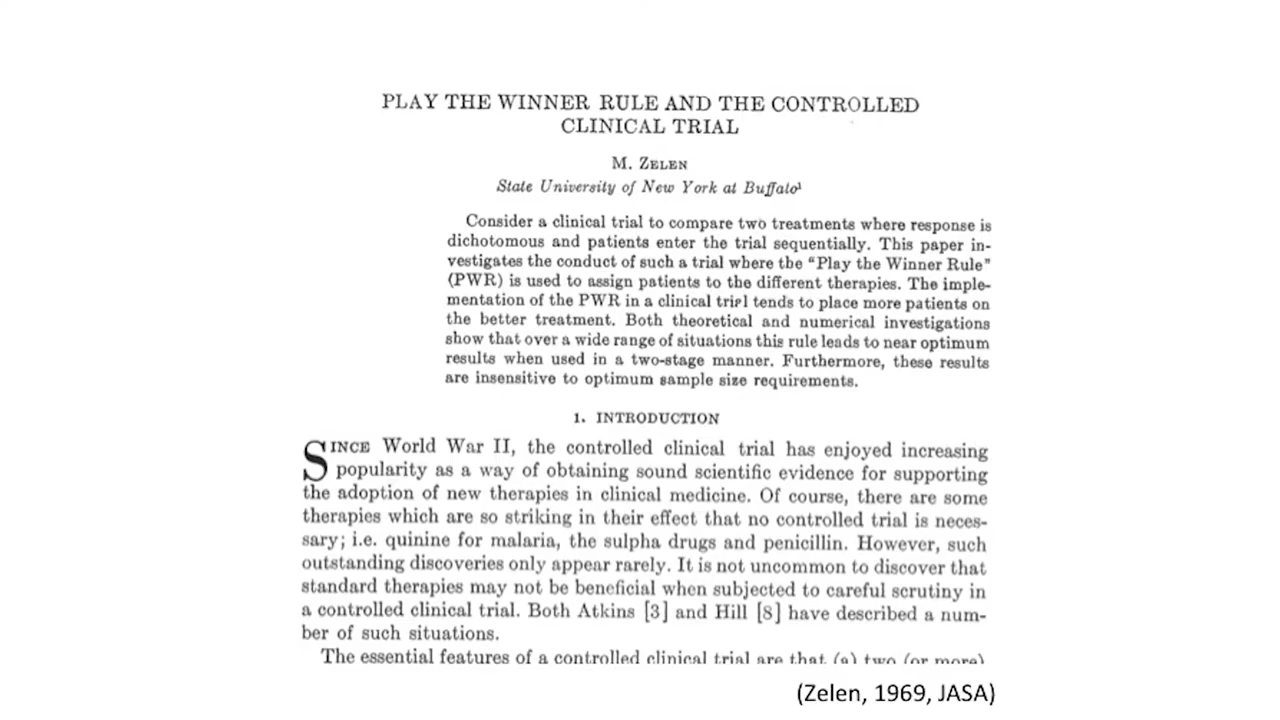 PLAY THE WINNER RULE AND THE CONTROLLED
CLINICAL TRIAL
M. ZELEN
State University of New York at Buffalo¹
Consider a clinical trial to compare two treatments where response is
dichotomous and patients enter the trial sequentially. This paper in-
vestigates the conduct of such a trial where the "Play the Winner Rule"
(PWR) is used to assign patients to the different therapies. The imple-
mentation of the PWR in a clinical trial tends to place more patients on
the better treatment. Both theoretical and numerical investigations
show that over a wide range of situations this rule leads to near optimum
results when used in a two-stage manner. Furthermore, these results
are insensitive to optimum sample size requirements.
1. INTRODUCTION
SINCE World War II, the controlled clinical trial has enjoyed increasing
popularity as a way of obtaining sound scientific evidence for supporting
the adoption of new therapies in clinical medicine. Of course, there are some
therapies which are so striking in their effect that no controlled trial is neces-
sary; i.e. quinine for malaria, the sulpha drugs and penicillin. However, such
outstanding discoveries only appear rarely. It is not uncommon to discover that
standard therapies may not be beneficial when subjected to careful scrutiny in
a controlled clinical trial. Both Atkins [3] and Hill [8] have described a num-
ber of such situations.
The essential features of a controlled clinical trial are that (a) two (or more)
(Zelen, 1969, JASA)